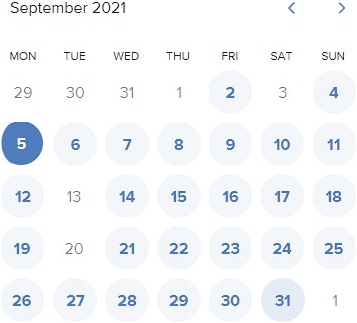 September 2021
MON TUE WED THU FRI SAT SUN
29 30 31 1 2 3 4
5 6 7 8 9 10 11
12 13 14 15 16 17 18
19 20 21 22 23 24 25
26 27 28 29 30 31 1